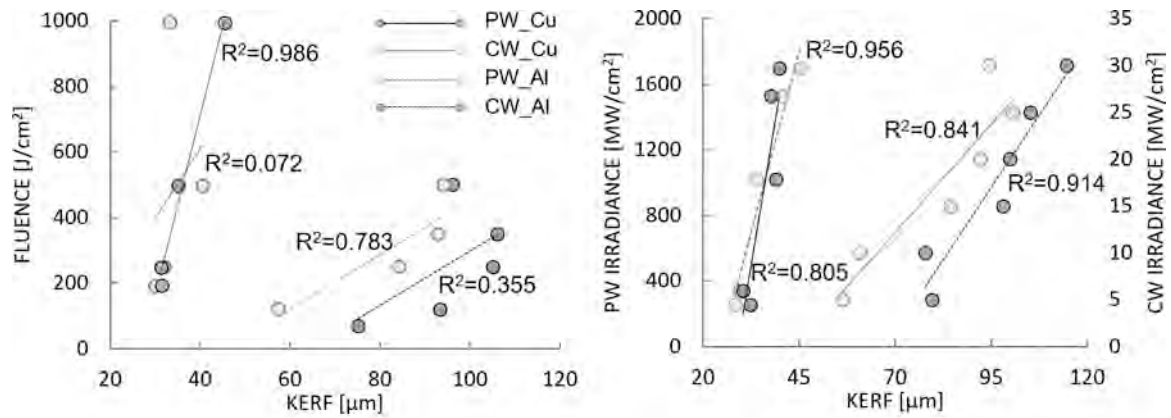 FLUENCE [J/cm²]
1000
800
600
400
200
0
20
40
60
80
100
120
KERF [µm]
R²=0.986
R²=0.072
R²=0.783
R²=0.355
PW_Cu
CW_Cu
PW_Al
CW_Al
PW IRRADIANCE [MW/cm²]
2000
1600
1200
800
400
0
20
45
70
95
120
KERF [µm]
R²=0.956
R²=0.841
R²=0.914
R²=0.805
35
30
25
20
15
10
5
0
CW IRRADIANCE [MW/cm²]